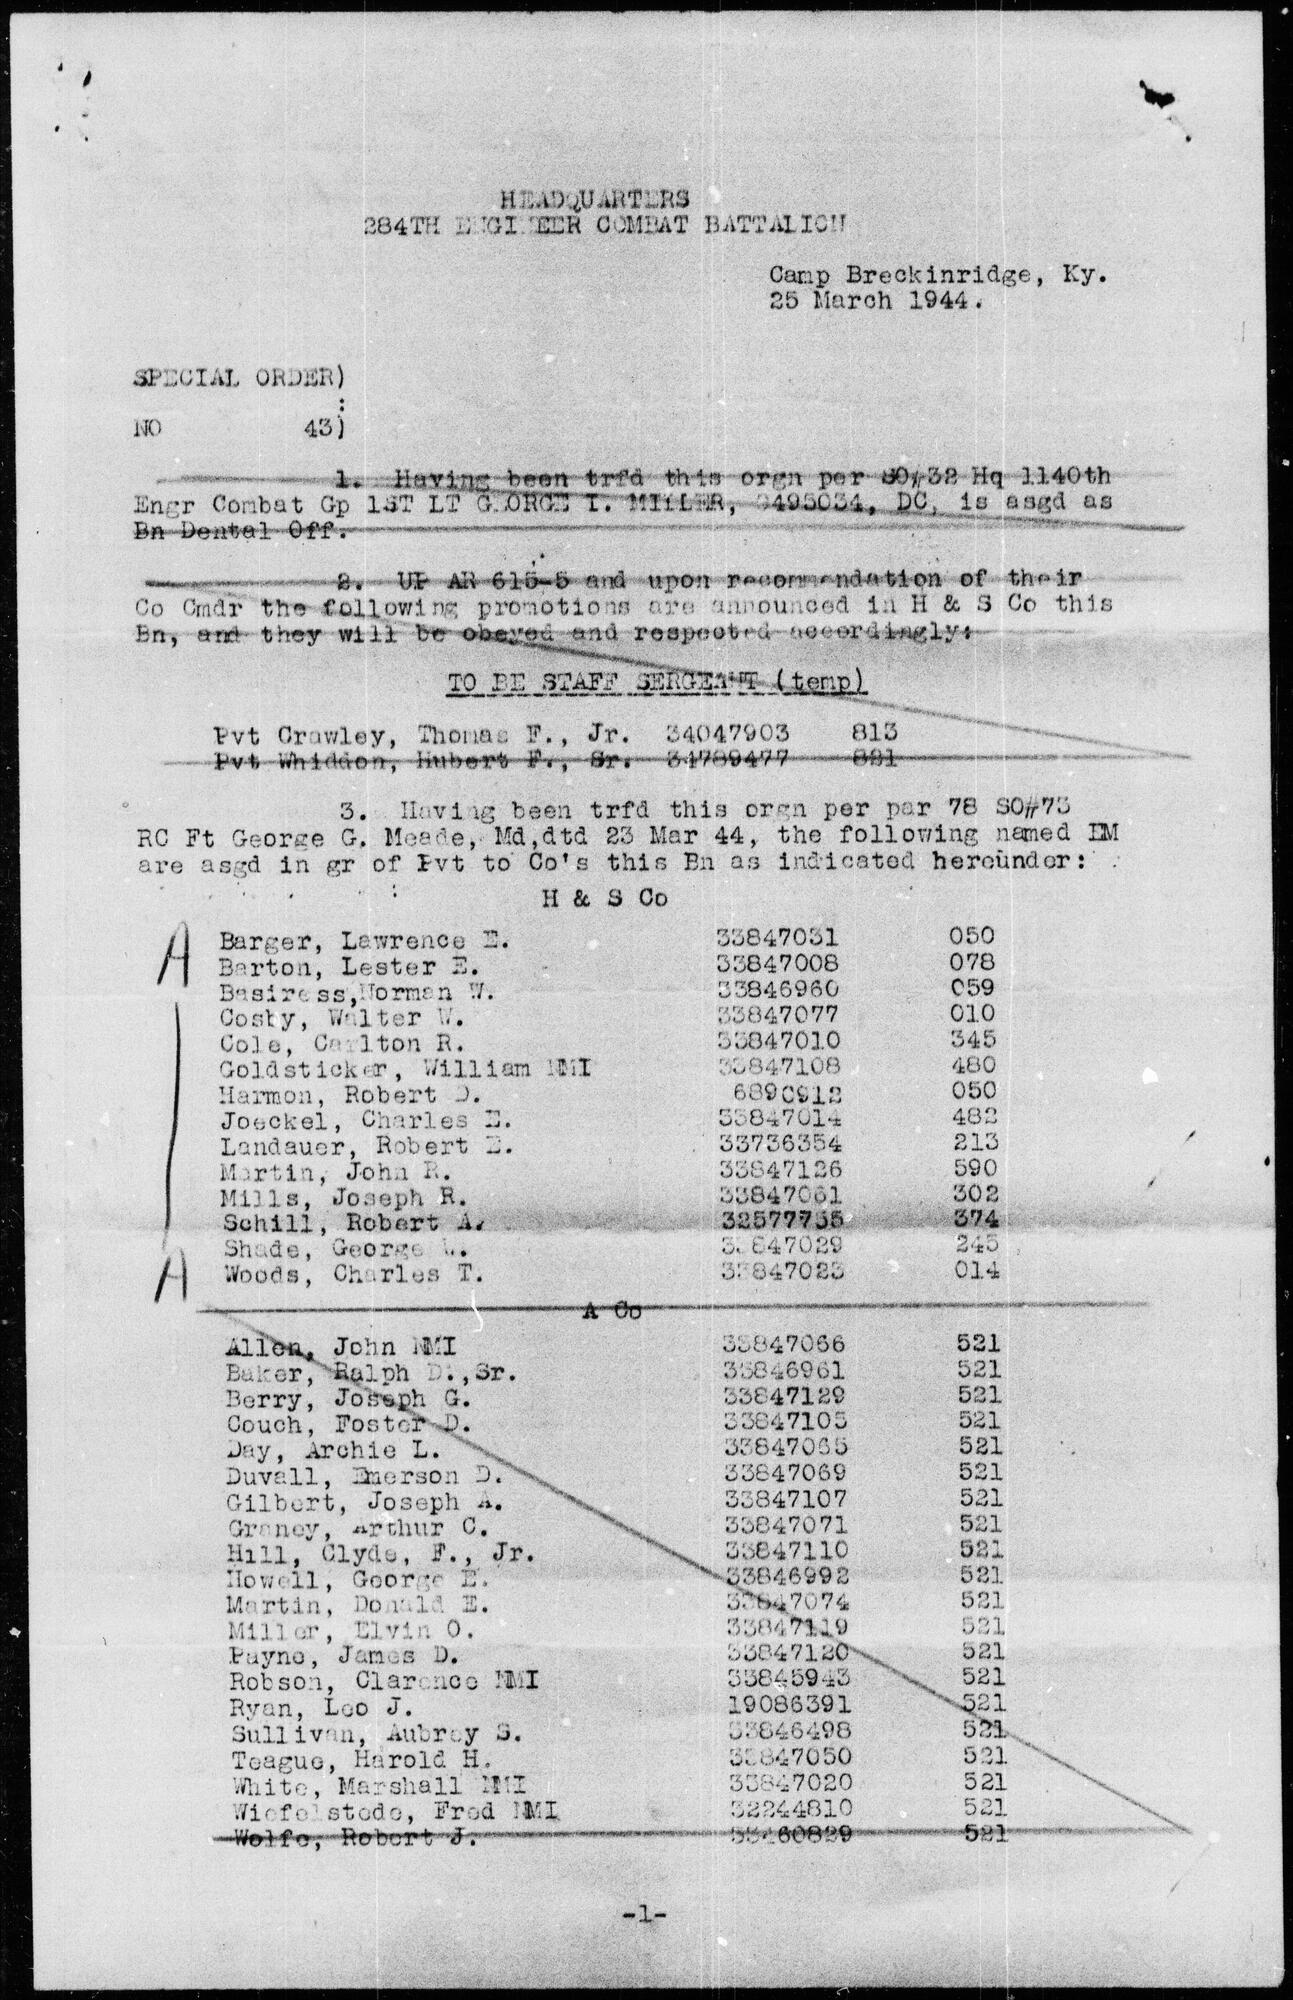 HEADQUARTERS
284TH ENGINEER COMBAT BATTALION
Camp Breckinridge, Ky.
25 March 1944.
SPECIAL ORDER)
:
NO 43)
1. Having been trfd this orgn per SO#32 Hq 1140th
Engr Combat Gp 1ST LT GEORGE I. MILLER, 0495034, DC, is asgd as
Bn Dental Off.
2. UP AR 615-5 and upon recommendation of their
Co Cmdr the following promotions are announced in H & S Co this
Bn, and they will be obeyed and respected accordingly:
TO BE STAFF SERGEANT (temp)
Pvt Crawley, Thomas F., Jr. 34047903 813
Pvt Whiddon, Hubert F., Sr. 34789477 821
3. Having been trfd this orgn per par 78 SO#73
RC Ft George G. Meade, Md,dtd 23 Mar 44, the following named EM
are asgd in gr of Pvt to Co's this Bn as indicated hereunder:
H & S Co
A
Barger, Lawrence E. 33847031 050
Barton, Lester E. 33847008 078
Basiress,Norman W. 33846960 059
Cosby, Walter W. 33847077 010
Cole, Carlton R. 33847010 345
Goldsticker, William NMI 33847108 480
Harmon, Robert D. 6890912 050
Joeckel, Charles E. 33847014 482
Landauer, Robert E. 33736354 213
Martin, John R. 33847126 590
Mills, Joseph R. 33847061 302
Schill, Robert A. 32577735 374
Shade, George 33847029 245
A
Woods, Charles T. 33847023 014
A Co
Allen, John NMI 33847066 521
Baker, Ralph D.,Sr. 33846961 521
Berry, Joseph G. 33847129 521
Couch, Foster D. 33847105 521
Day, Archie L. 33847065 521
Duvall, Emerson D. 33847069 521
Gilbert, Joseph A. 33847107 521
Graney, Arthur C. 33847071 521
Hill, Clyde, F., Jr. 33847110 521
Howell, George E. 33846992 521
Martin, Donald E. 33847074 521
Miller, Elvin O. 33847119 521
Payne, James D. 33847120 521
Robson, Clarence NMI 33845943 521
Ryan, Leo J. 19086391 521
Sullivan, Aubrey S. 33846498 521
Teague, Harold H. 33847050 521
White, Marshall NMI 33847020 521
Wiefelstede, Fred NMI 32244810 521
Wolfe, Robert J. 33460829 521
-1-